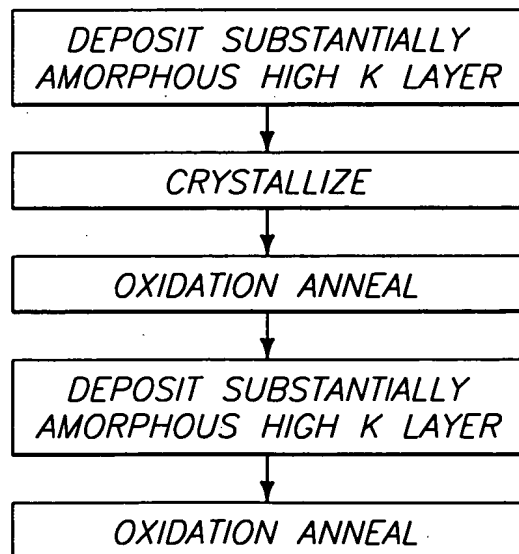 DEPOSIT SUBSTANTIALLY
AMORPHOUS HIGH K LAYER
CRYSTALLIZE
OXIDATION ANNEAL
DEPOSIT SUBSTANTIALLY
AMORPHOUS HIGH K LAYER
OXIDATION ANNEAL